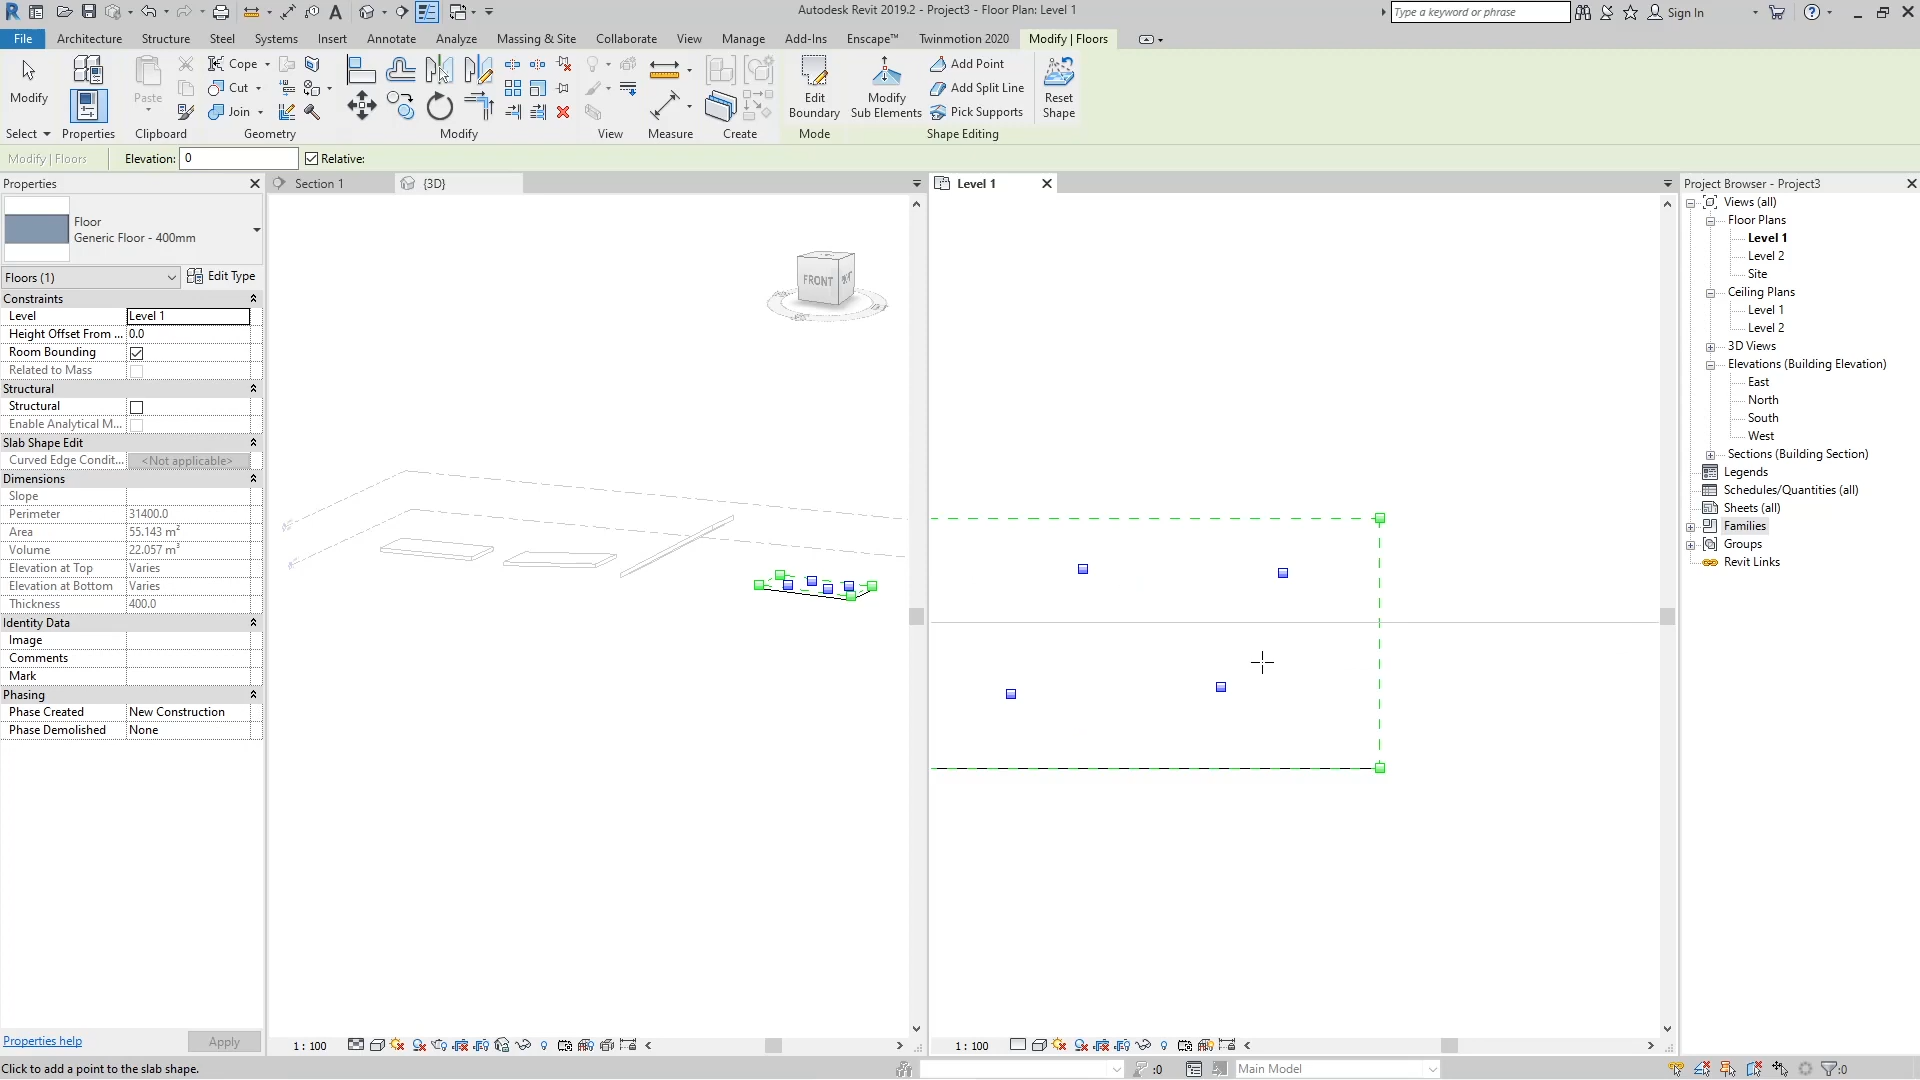 Autodesk Revit 2019.2 - Project3 - Floor Plan: Level 1
Type a keyword or phrase
Sign In
File Architecture Structure Steel Systems Insert Annotate Analyze Massing & Site Collaborate View Manage Add-Ins Enscape™ Twinmotion 2020 Modify | Floors
Modify
Select
Properties
Paste
Clipboard
Cope
Cut
Join
Geometry
Modify
View
Measure
Create
Edit
Boundary
Mode
Modify
Sub Elements
Add Point
Add Split Line
Pick Supports
Shape Editing
Reset
Shape
Modify | Floors
Elevation: 0
Relative:
Properties
Floor
Generic Floor - 400mm
Floors (1)
Edit Type
Constraints
Level Level 1
Height Offset From ... 0.0
Room Bounding
Related to Mass
Structural
Structural
Enable Analytical M...
Slab Shape Edit
Curved Edge Condit... <Not applicable>
Dimensions
Slope
Perimeter 31400.0
Area 55.143 m²
Volume 22.057 m³
Elevation at Top Varies
Elevation at Bottom Varies
Thickness 400.0
Identity Data
Image
Comments
Mark
Phasing
Phase Created New Construction
Phase Demolished None
Properties help
Apply
Section 1
{3D}
FRONT
1 : 100
Level 1
1 : 100
Project Browser - Project3
Views (all)
Floor Plans
Level 1
Level 2
Site
Ceiling Plans
Level 1
Level 2
3D Views
Elevations (Building Elevation)
East
North
South
West
Sections (Building Section)
Legends
Schedules/Quantities (all)
Sheets (all)
Families
Groups
Revit Links
Click to add a point to the slab shape.
:0
Main Model
:0